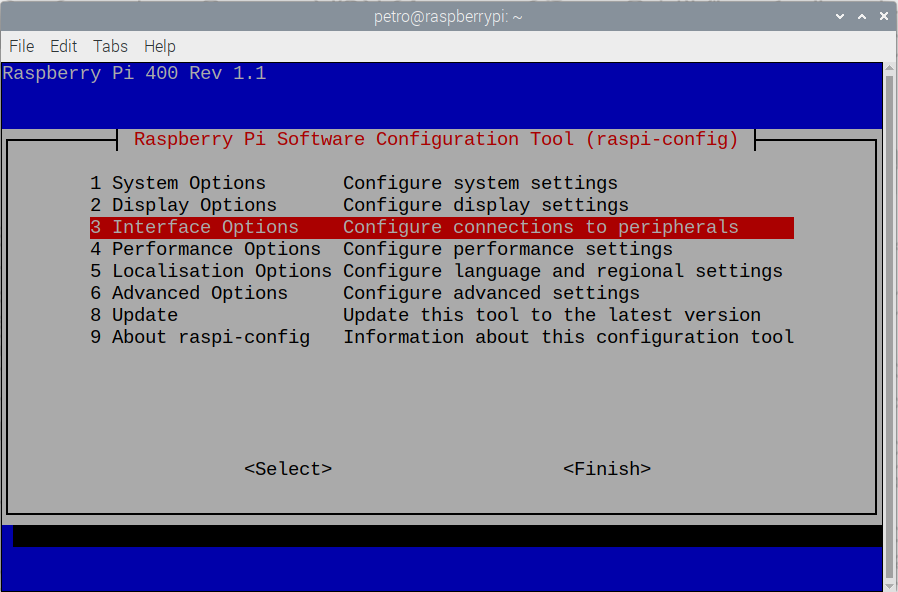 petro@raspberrypi: ~
File Edit Tabs Help
Raspberry Pi 400 Rev 1.1
Raspberry Pi Software Configuration Tool (raspi-config)
1 System Options Configure system settings
2 Display Options Configure display settings
3 Interface Options Configure connections to peripherals
4 Performance Options Configure performance settings
5 Localisation Options Configure language and regional settings
6 Advanced Options Configure advanced settings
8 Update Update this tool to the latest version
9 About raspi-config Information about this configuration tool
<Select> <Finish>